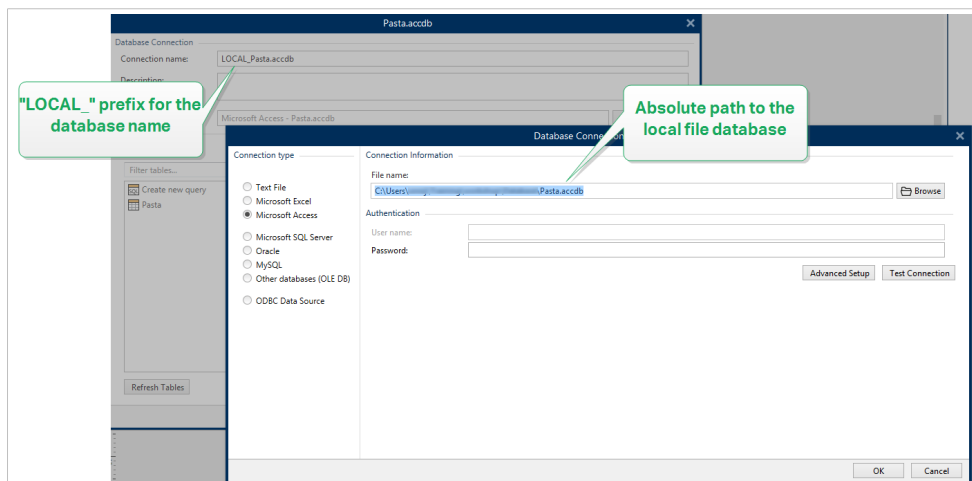 Pasta.accdb
Database Connection
Connection name:
LOCAL_Pasta.accdb
Description:
"LOCAL_" prefix for the
database name
Microsoft Access - Pasta.accdb
Absolute path to the
local file database
Filter tables...
Create new query
Pasta
Refresh Tables
Database Connection
Connection type
Text File
Microsoft Excel
Microsoft Access
Microsoft SQL Server
Oracle
MySQL
Other databases (OLE DB)
ODBC Data Source
Connection Information
File name:
C:\Users\ \Pasta.accdb
Browse
Authentication
User name:
Password:
Advanced Setup
Test Connection
OK
Cancel